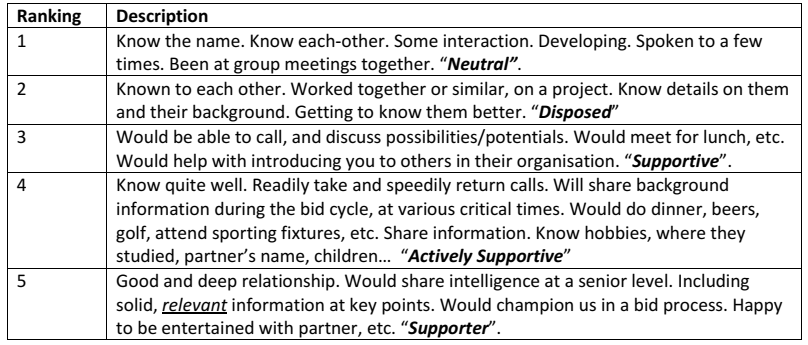 Ranking Description
1 Know the name. Know each-other. Some interaction. Developing. Spoken to a few
times. Been at group meetings together. “Neutral”.
2 Known to each other. Worked together or similar, on a project. Know details on them
and their background. Getting to know them better. “Disposed”
3 Would be able to call, and discuss possibilities/potentials. Would meet for lunch, etc.
Would help with introducing you to others in their organisation. “Supportive”.
4 Know quite well. Readily take and speedily return calls. Will share background
information during the bid cycle, at various critical times. Would do dinner, beers,
golf, attend sporting fixtures, etc. Share information. Know hobbies, where they
studied, partner’s name, children… “Actively Supportive”
5 Good and deep relationship. Would share intelligence at a senior level. Including
solid, relevant information at key points. Would champion us in a bid process. Happy
to be entertained with partner, etc. “Supporter”.